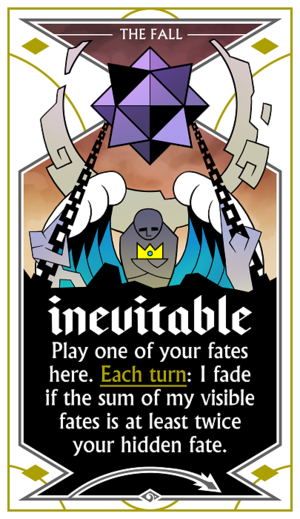 THE FALL
inevitable
Play one of your fates
here. Each turn: I fade
if the sum of my visible
fates is at least twice
your hidden fate.